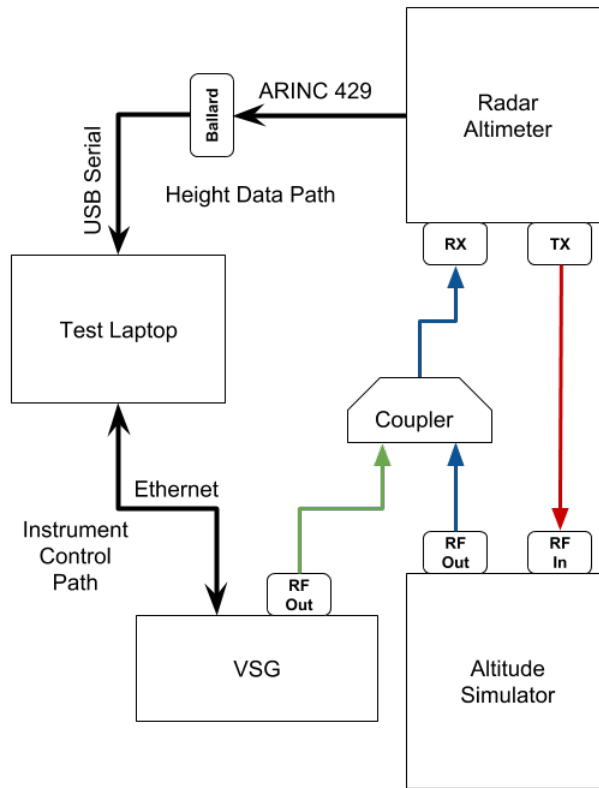 ARINC 429
Ballard
Radar
Altimeter
USB Serial
Height Data Path
RX
TX
Test Laptop
Coupler
Ethernet
Instrument
Control
Path
RF
Out
RF
In
RF
Out
VSG
Altitude
Simulator